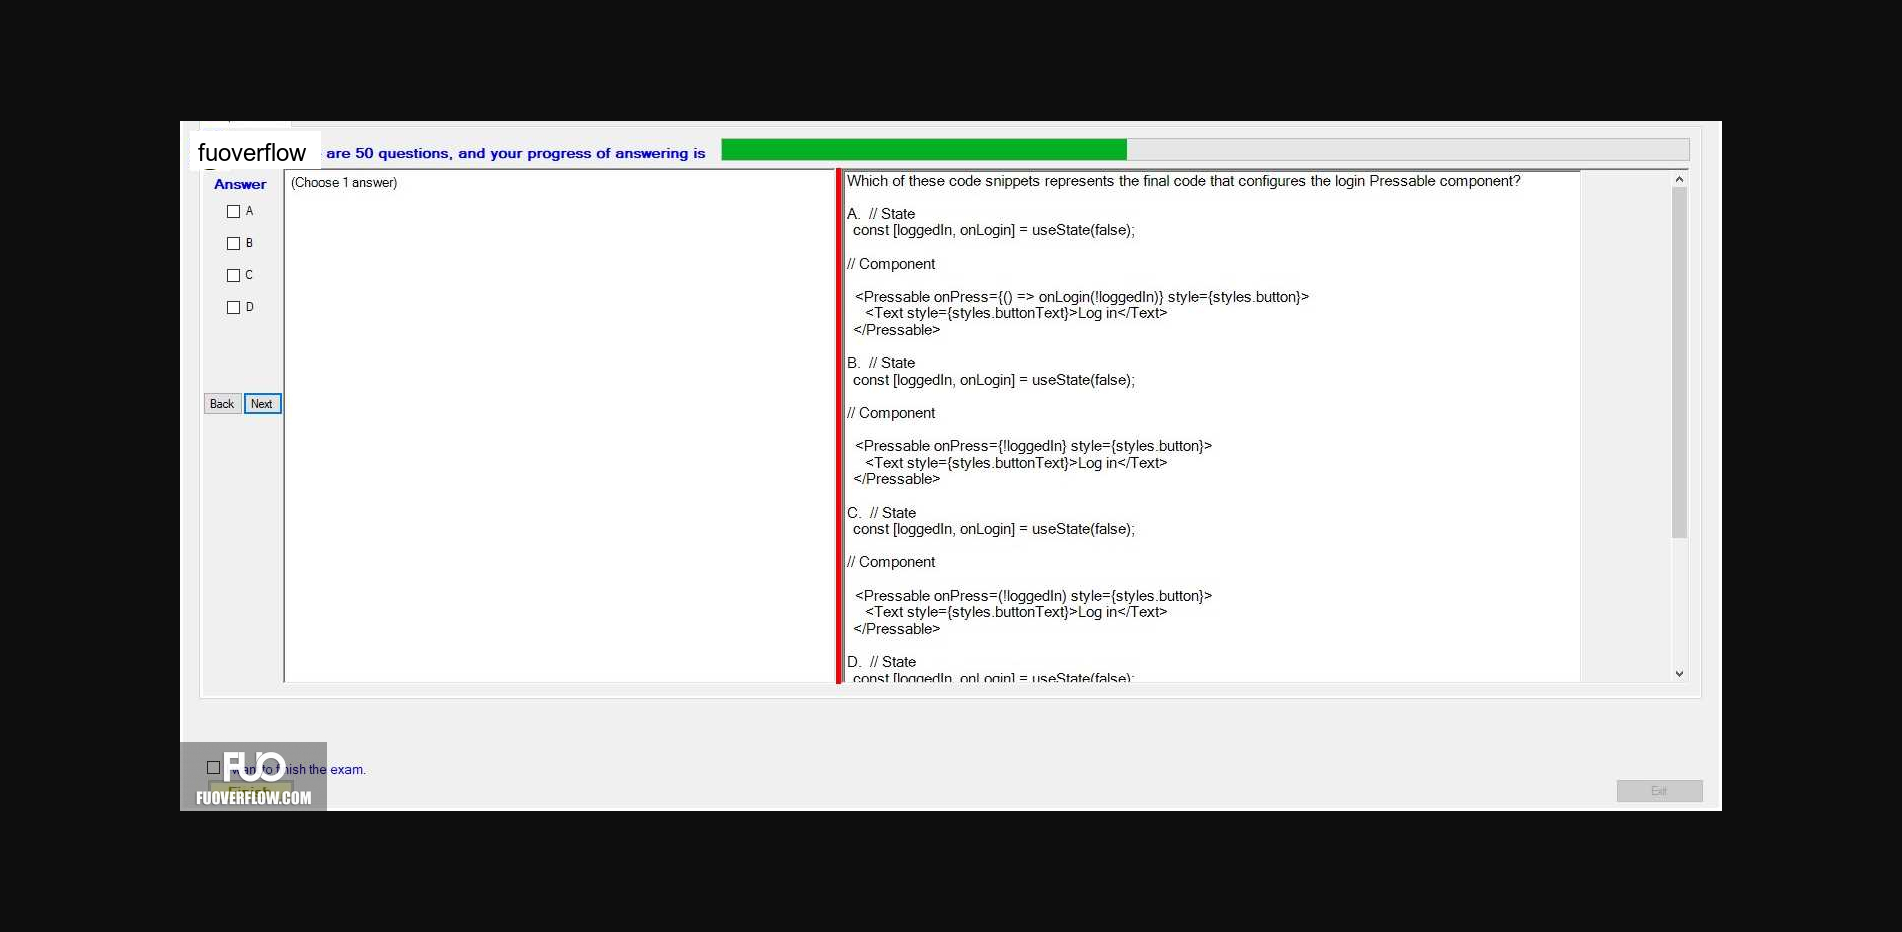 fuoverflow are 50 questions, and your progress of answering is
Answer
A
B
C
D
Back Next
(Choose 1 answer)
Which of these code snippets represents the final code that configures the login Pressable component?
A. // State
const [loggedIn, onLogin] = useState(false);
// Component
<Pressable onPress={() => onLogin(!loggedIn)} style={styles.button}>
<Text style={styles.buttonText}>Log in</Text>
</Pressable>
B. // State
const [loggedIn, onLogin] = useState(false);
// Component
<Pressable onPress={!loggedIn} style={styles.button}>
<Text style={styles.buttonText}>Log in</Text>
</Pressable>
C. // State
const [loggedIn, onLogin] = useState(false);
// Component
<Pressable onPress=(!loggedIn) style={styles.button}>
<Text style={styles.buttonText}>Log in</Text>
</Pressable>
D. // State
const [loggedIn, onLogin] = useState(false);
want to finish the exam.
FUO
Finish
FUOVERFLOW.COM
Exit